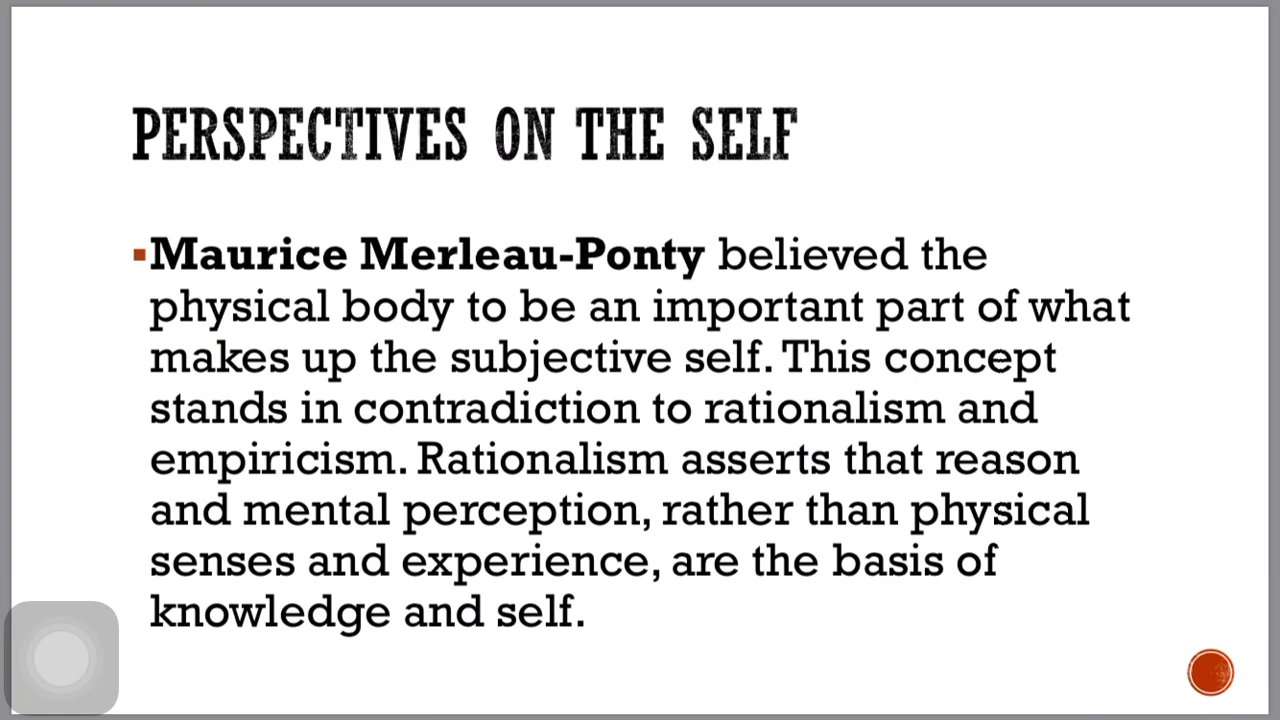 PERSPECTIVES ON THE SELF
▪Maurice Merleau-Ponty believed the
physical body to be an important part of what
makes up the subjective self. This concept
stands in contradiction to rationalism and
empiricism. Rationalism asserts that reason
and mental perception, rather than physical
senses and experience, are the basis of
knowledge and self.